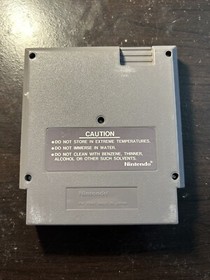 CAUTION
●DO NOT STORE IN EXTREME TEMPERATURES.
●DO NOT IMMERSE IN WATER.
●DO NOT CLEAN WITH BENZENE, THINNER,
ALCOHOL OR OTHER SUCH SOLVENTS.
Nintendo®